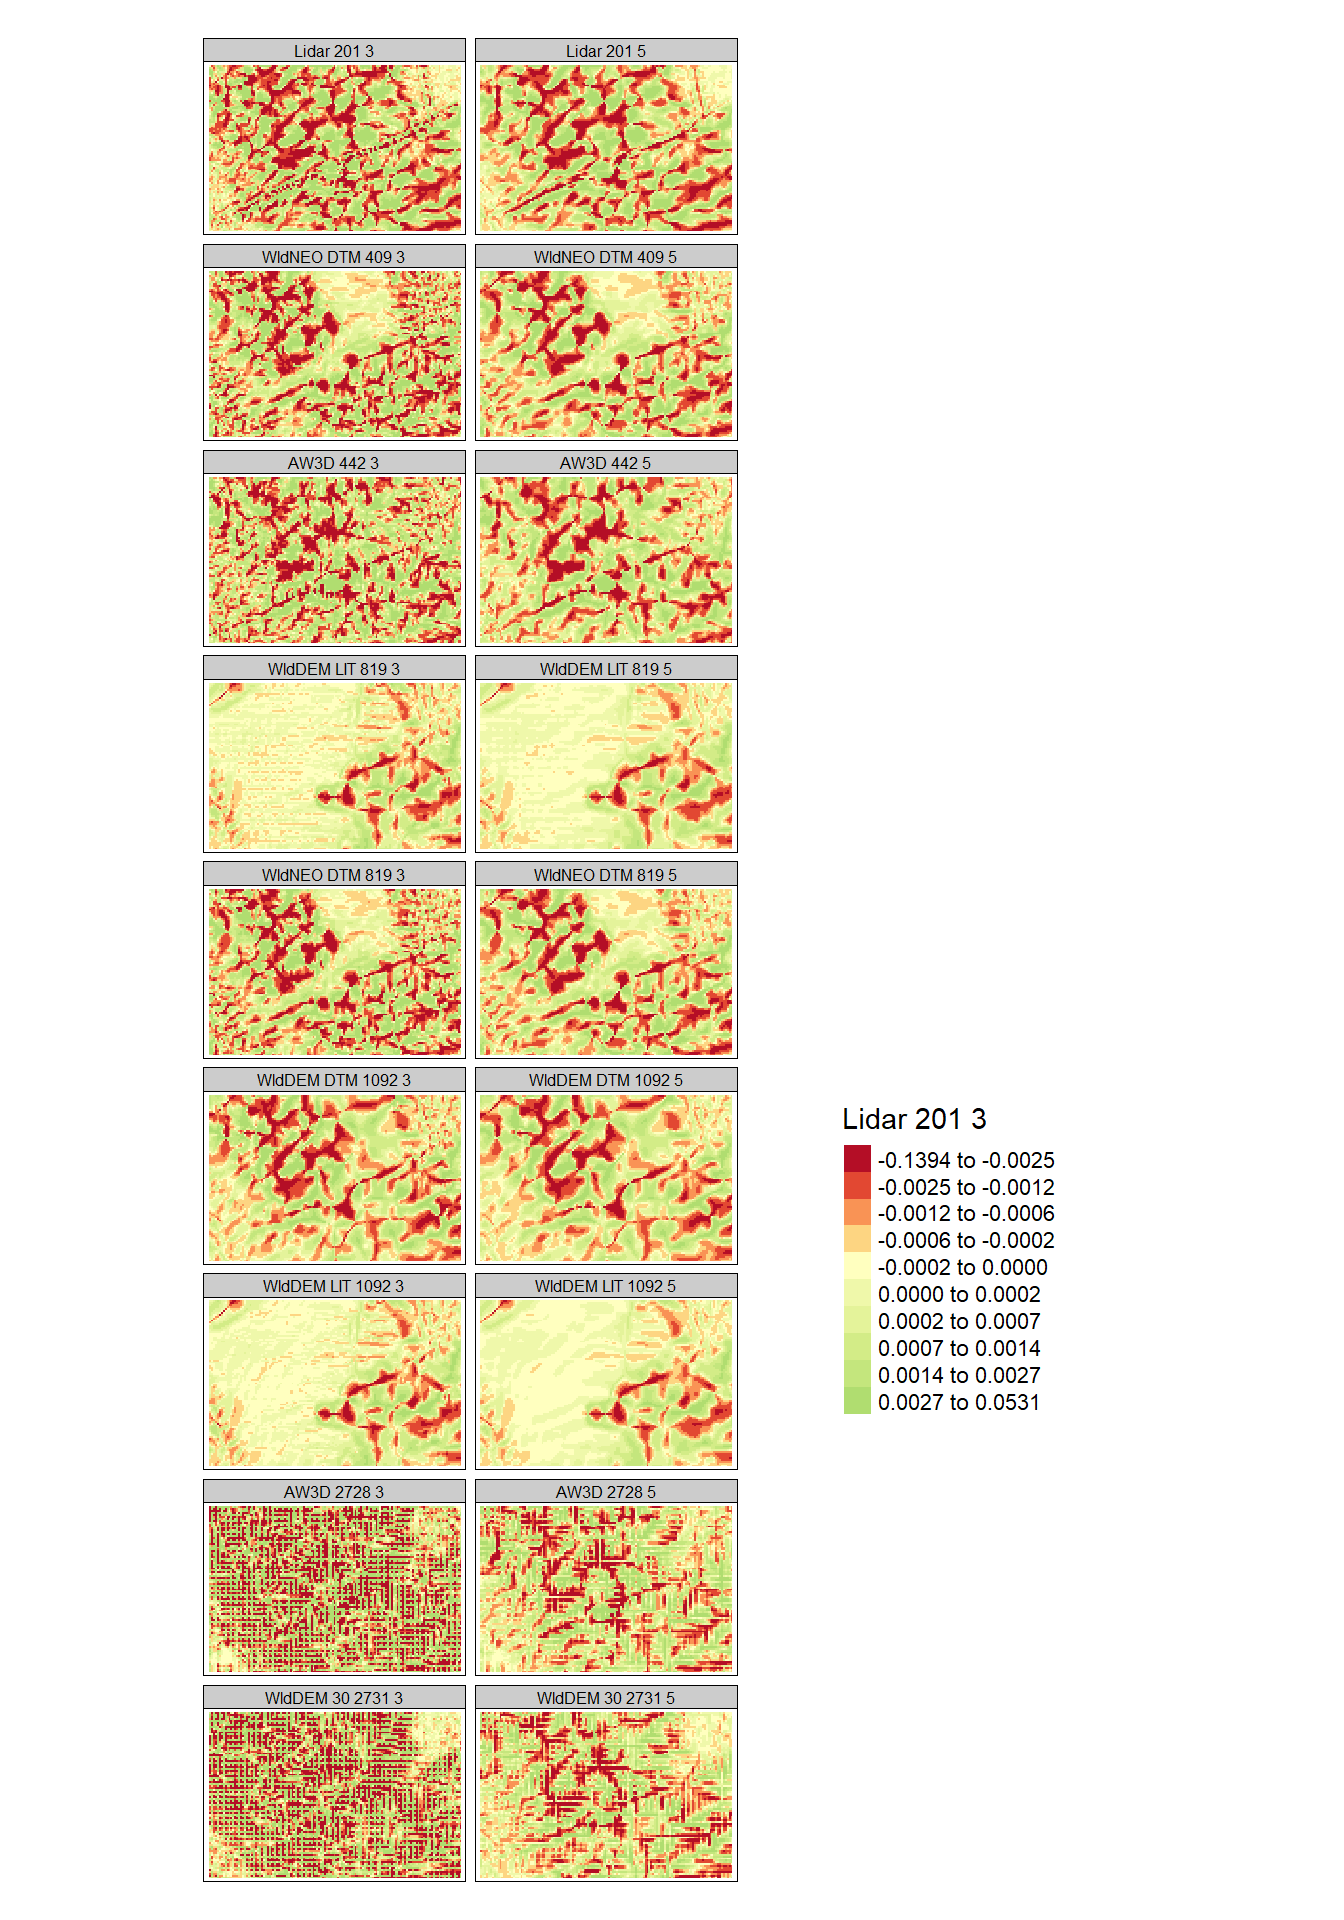 Lidar 201 3
Lidar 201 5
WldNEO DTM 409 3
WldNEO DTM 409 5
AW3D 442 3
AW3D 442 5
WldDEM LIT 819 3
WldDEM LIT 819 5
WldNEO DTM 819 3
WldNEO DTM 819 5
WldDEM DTM 1092 3
WldDEM DTM 1092 5
WldDEM LIT 1092 3
WldDEM LIT 1092 5
AW3D 2728 3
AW3D 2728 5
WldDEM 30 2731 3
WldDEM 30 2731 5
Lidar 201 3
-0.1394 to -0.0025
-0.0025 to -0.0012
-0.0012 to -0.0006
-0.0006 to -0.0002
-0.0002 to 0.0000
0.0000 to 0.0002
0.0002 to 0.0007
0.0007 to 0.0014
0.0014 to 0.0027
0.0027 to 0.0531